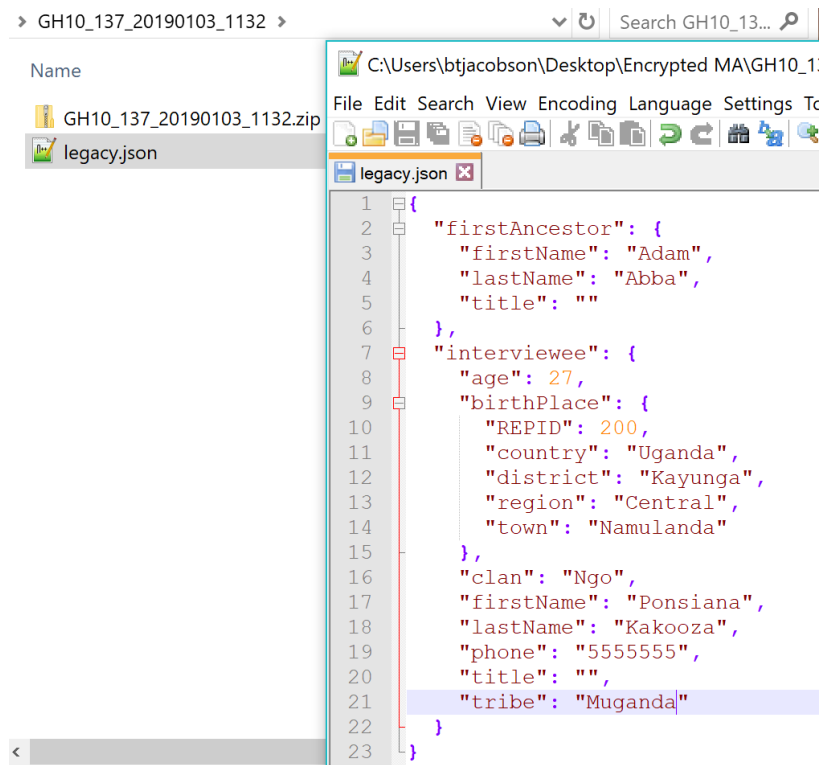 GH10_137_20190103_1132
Search GH10_13...
Name
GH10_137_20190103_1132.zip
legacy.json
C:\Users\btjacobson\Desktop\Encrypted MA\GH10_13
File Edit Search View Encoding Language Settings To
legacy.json
1 {
2 "firstAncestor": {
3 "firstName": "Adam",
4 "lastName": "Abba",
5 "title": ""
6 },
7 "interviewee": {
8 "age": 27,
9 "birthPlace": {
10 "REPID": 200,
11 "country": "Uganda",
12 "district": "Kayunga",
13 "region": "Central",
14 "town": "Namulanda"
15 },
16 "clan": "Ngo",
17 "firstName": "Ponsiana",
18 "lastName": "Kakooza",
19 "phone": "5555555",
20 "title": "",
21 "tribe": "Muganda"
22 }
23 }